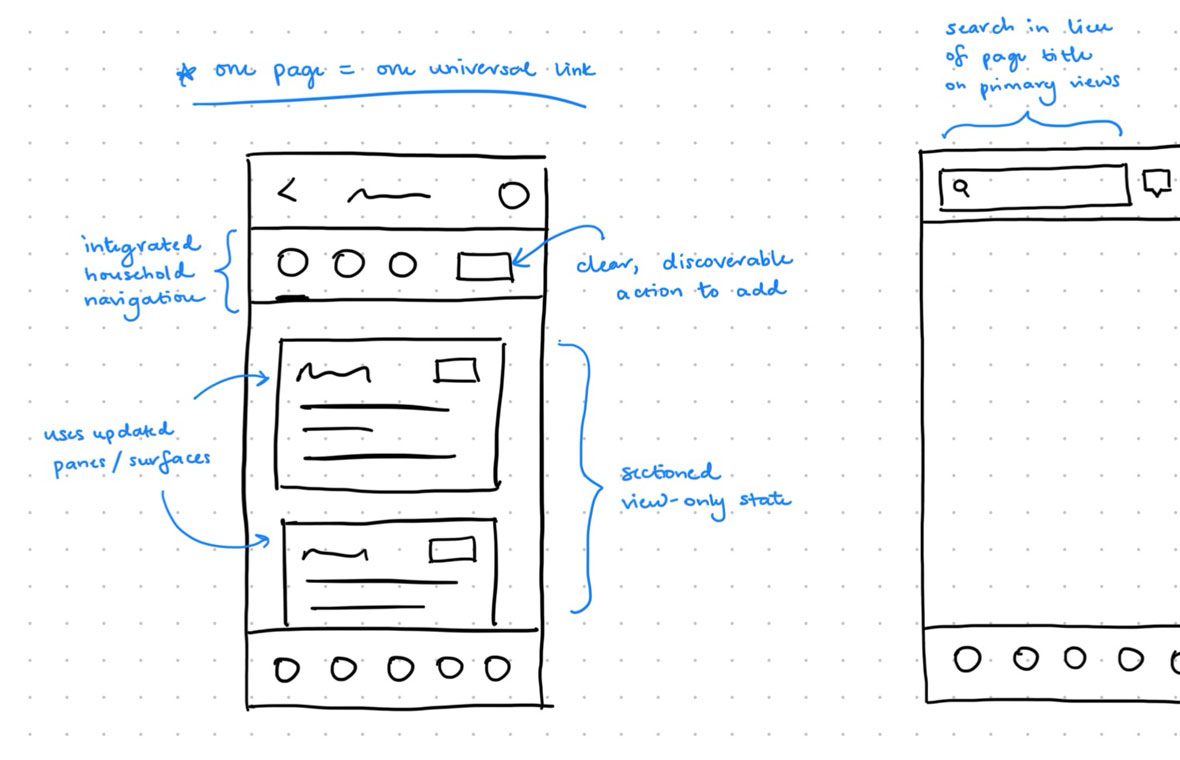 * one page = one universal link
search in lieu
of page title
on primary views
integrated
household
navigation
clear, discoverable
action to add
uses updated
panes / surfaces
sectioned
view-only state